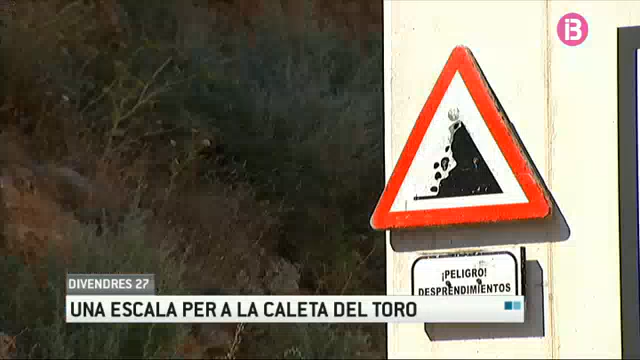 ¡PELIGRO!
DESPRENDIMIENTOS
DIVENDRES 27
UNA ESCALA PER A LA CALETA DEL TORO